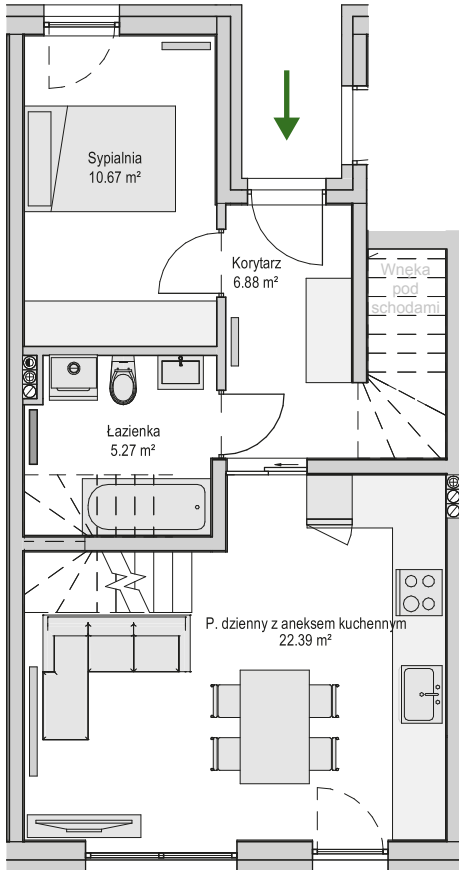 Sypialnia
10.67 m²
Korytarz
6.88 m²
Wnęka
pod
schodami
Łazienka
5.27 m²
P. dzienny z aneksem kuchennym
22.39 m²